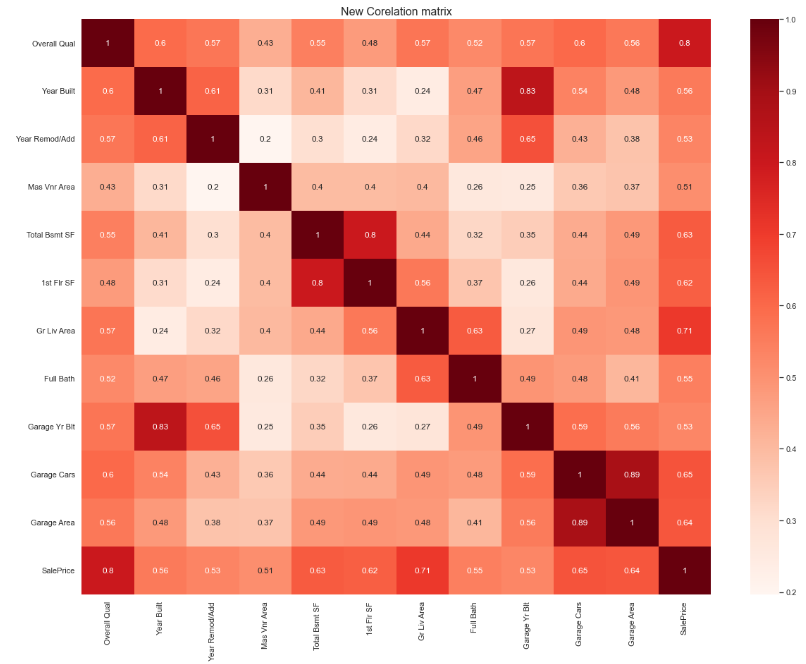 New Corelation matrix
Overall Qual 1 0.6 0.57 0.43 0.55 0.48 0.57 0.52 0.57 0.6 0.56 0.8
Year Built 0.6 1 0.61 0.31 0.41 0.31 0.24 0.47 0.83 0.54 0.48 0.56
Year Remod/Add 0.57 0.61 1 0.2 0.3 0.24 0.32 0.46 0.65 0.43 0.38 0.53
Mas Vnr Area 0.43 0.31 0.2 1 0.4 0.4 0.4 0.26 0.25 0.36 0.37 0.51
Total Bsmt SF 0.55 0.41 0.3 0.4 1 0.8 0.44 0.32 0.35 0.44 0.49 0.63
1st Flr SF 0.48 0.31 0.24 0.4 0.8 1 0.56 0.37 0.26 0.44 0.49 0.62
Gr Liv Area 0.57 0.24 0.32 0.4 0.44 0.56 1 0.63 0.27 0.49 0.48 0.71
Full Bath 0.52 0.47 0.46 0.26 0.32 0.37 0.63 1 0.49 0.48 0.41 0.55
Garage Yr Blt 0.57 0.83 0.65 0.25 0.35 0.26 0.27 0.49 1 0.59 0.56 0.53
Garage Cars 0.6 0.54 0.43 0.36 0.44 0.44 0.49 0.48 0.59 1 0.89 0.65
Garage Area 0.56 0.48 0.38 0.37 0.49 0.49 0.48 0.41 0.56 0.89 1 0.64
SalePrice 0.8 0.56 0.53 0.51 0.63 0.62 0.71 0.55 0.53 0.65 0.64 1
Overall Qual
Year Built
Year Remod/Add
Mas Vnr Area
Total Bsmt SF
1st Flr SF
Gr Liv Area
Full Bath
Garage Yr Blt
Garage Cars
Garage Area
SalePrice
1.0
0.9
0.8
0.7
0.6
0.5
0.4
0.3
0.2